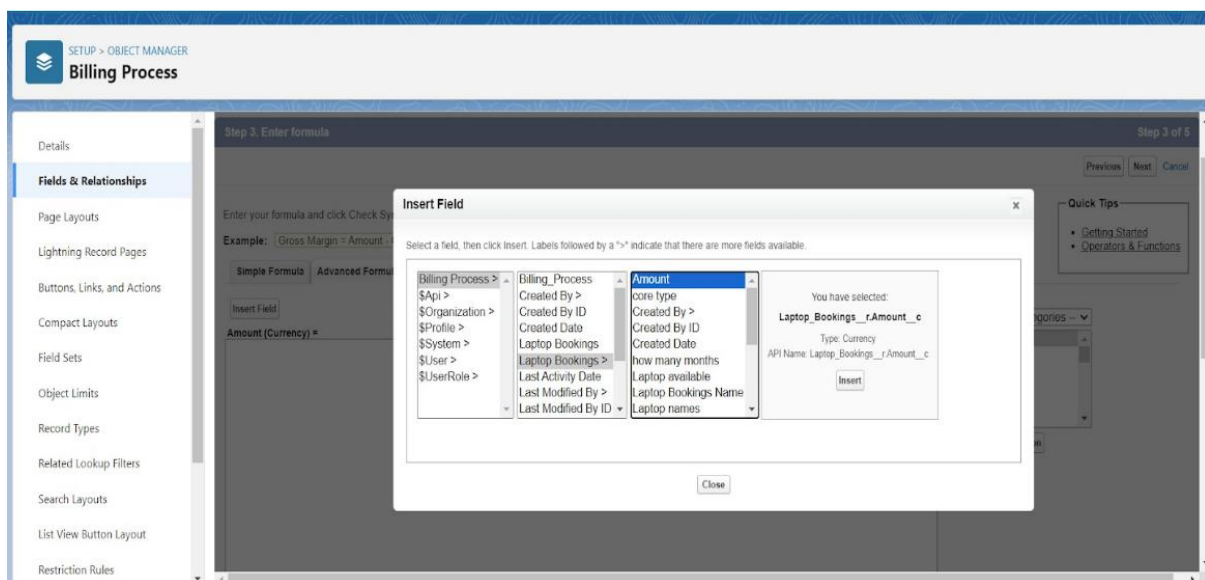 SETUP > OBJECT MANAGER
Billing Process
Details
Fields & Relationships
Page Layouts
Lightning Record Pages
Buttons, Links, and Actions
Compact Layouts
Field Sets
Object Limits
Record Types
Related Lookup Filters
Search Layouts
List View Button Layout
Restriction Rules
Step 3. Enter formula
Step 3 of 5
Previous Next Cancel
Enter your formula and click Check
Example: Gross Margin = Amount -
Simple Formula Advanced
Insert Field
Amount (Currency) =
Quick Tips
• Getting Started
• Operators & Functions
Insert Field
x
Select a field, then click Insert. Labels followed by a ">" indicate that there are more fields available.
Billing Process >
$Api >
$Organization >
$Profile >
$System >
$User >
$UserRole >
Billing_Process
Created By >
Created By ID
Created Date
Laptop Bookings
Laptop Bookings >
Last Activity Date
Last Modified By >
Last Modified By ID
Amount
core type
Created By >
Created By ID
Created Date
how many months
Laptop available
Laptop Bookings Name
Laptop names
You have selected:
Laptop_Bookings__r.Amount__c
Type: Currency
API Name: Laptop_Bookings__r.Amount__c
Insert
Close